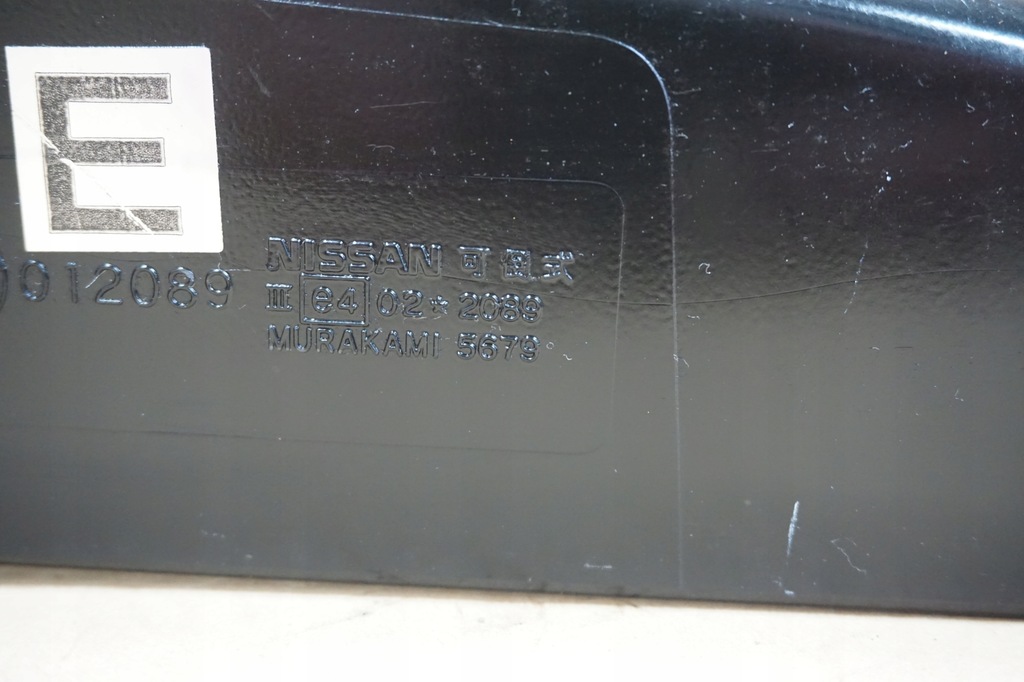 E
012089
NISSAN 可倒式
III e4 02*2089
MURAKAMI 5679